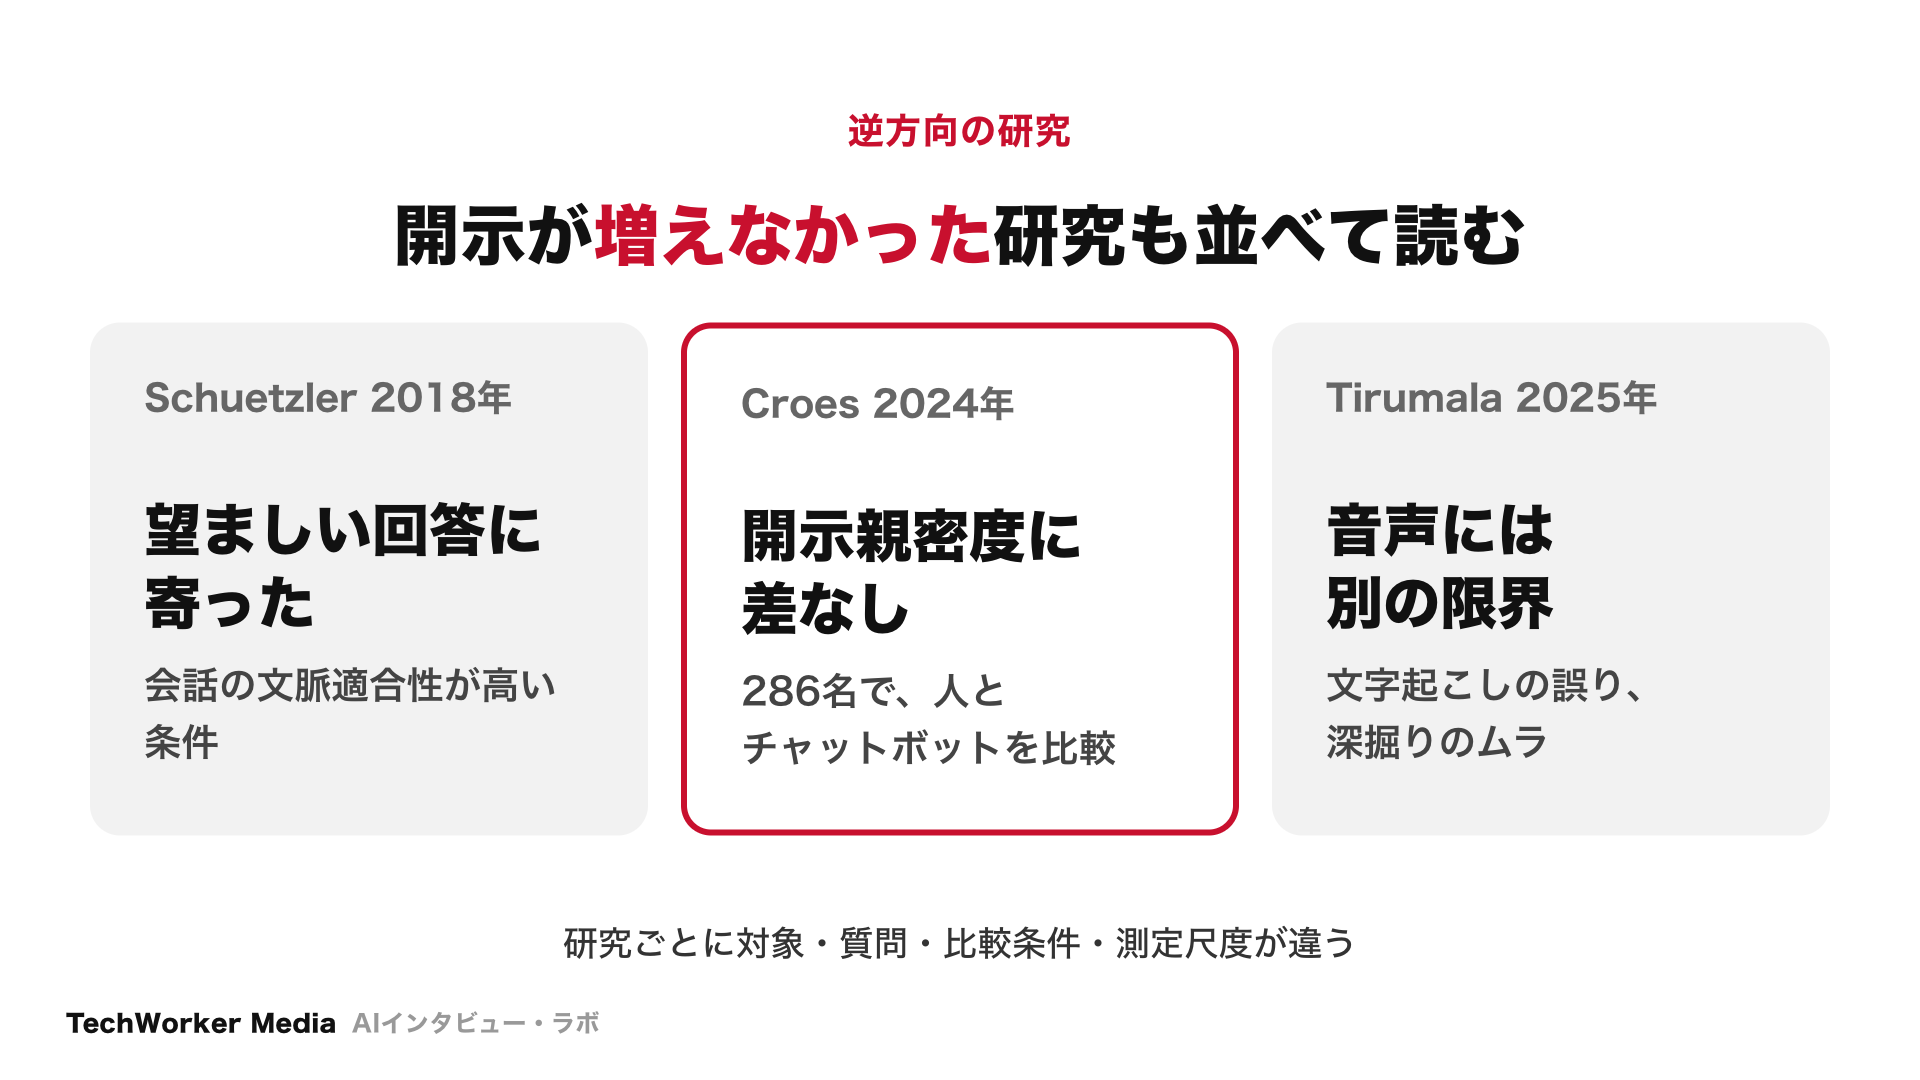 逆方向の研究
開示が増えなかった研究も並べて読む
Schuetzler 2018年
望ましい回答に
寄った
会話の文脈適合性が高い
条件
Croes 2024年
開示親密度に
差なし
286名で、人と
チャットボットを比較
Tirumala 2025年
音声には
別の限界
文字起こしの誤り、
深掘りのムラ
研究ごとに対象・質問・比較条件・測定尺度が違う
TechWorker Media AIインタビュー・ラボ